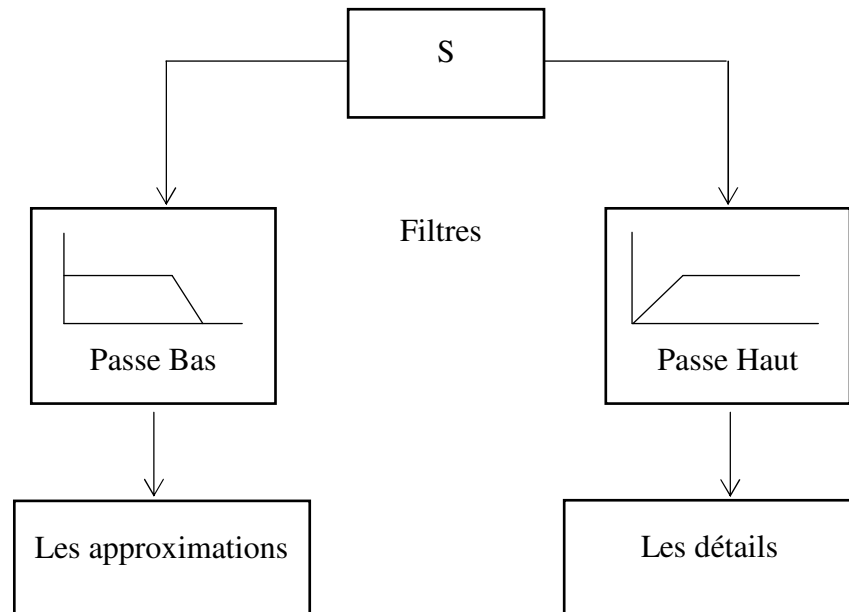 S
Filtres
Passe Bas
Passe Haut
Les approximations
Les détails